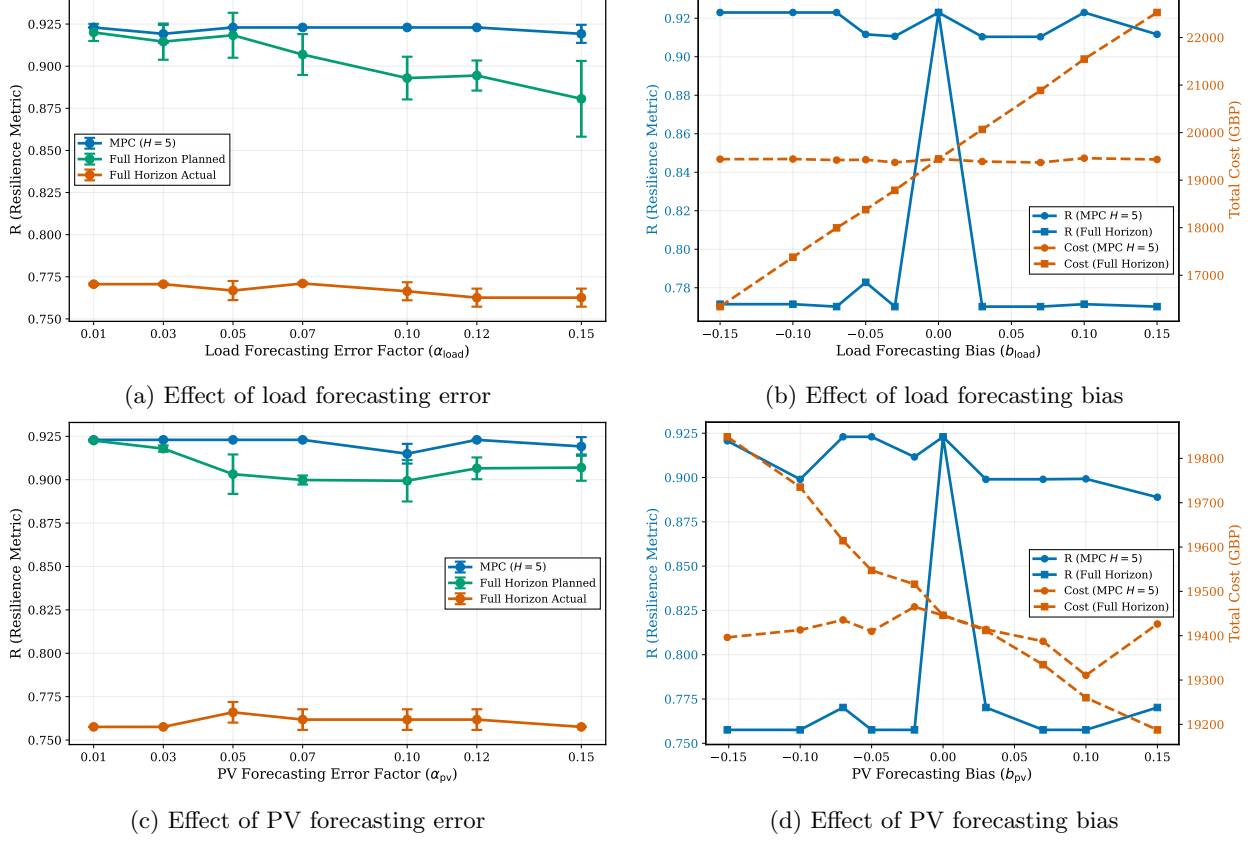 0.925
0.900
0.875
0.850
0.825
0.800
0.775
0.750
R (Resilience Metric)
MPC (H = 5)
Full Horizon Planned
Full Horizon Actual
0.01 0.03 0.05 0.07 0.10 0.12 0.15
Load Forecasting Error Factor (α_load)
(a) Effect of load forecasting error
0.92
0.90
0.88
0.86
0.84
0.82
0.80
0.78
R (Resilience Metric)
22000
21000
20000
19000
18000
17000
Total Cost (GBP)
R (MPC H = 5)
R (Full Horizon)
Cost (MPC H = 5)
Cost (Full Horizon)
−0.15 −0.10 −0.05 0.00 0.05 0.10 0.15
Load Forecasting Bias (b_load)
(b) Effect of load forecasting bias
0.925
0.900
0.875
0.850
0.825
0.800
0.775
0.750
R (Resilience Metric)
MPC (H = 5)
Full Horizon Planned
Full Horizon Actual
0.01 0.03 0.05 0.07 0.10 0.12 0.15
PV Forecasting Error Factor (α_pv)
(c) Effect of PV forecasting error
0.925
0.900
0.875
0.850
0.825
0.800
0.775
0.750
R (Resilience Metric)
19800
19700
19600
19500
19400
19300
19200
Total Cost (GBP)
R (MPC H = 5)
R (Full Horizon)
Cost (MPC H = 5)
Cost (Full Horizon)
−0.15 −0.10 −0.05 0.00 0.05 0.10 0.15
PV Forecasting Bias (b_pv)
(d) Effect of PV forecasting bias